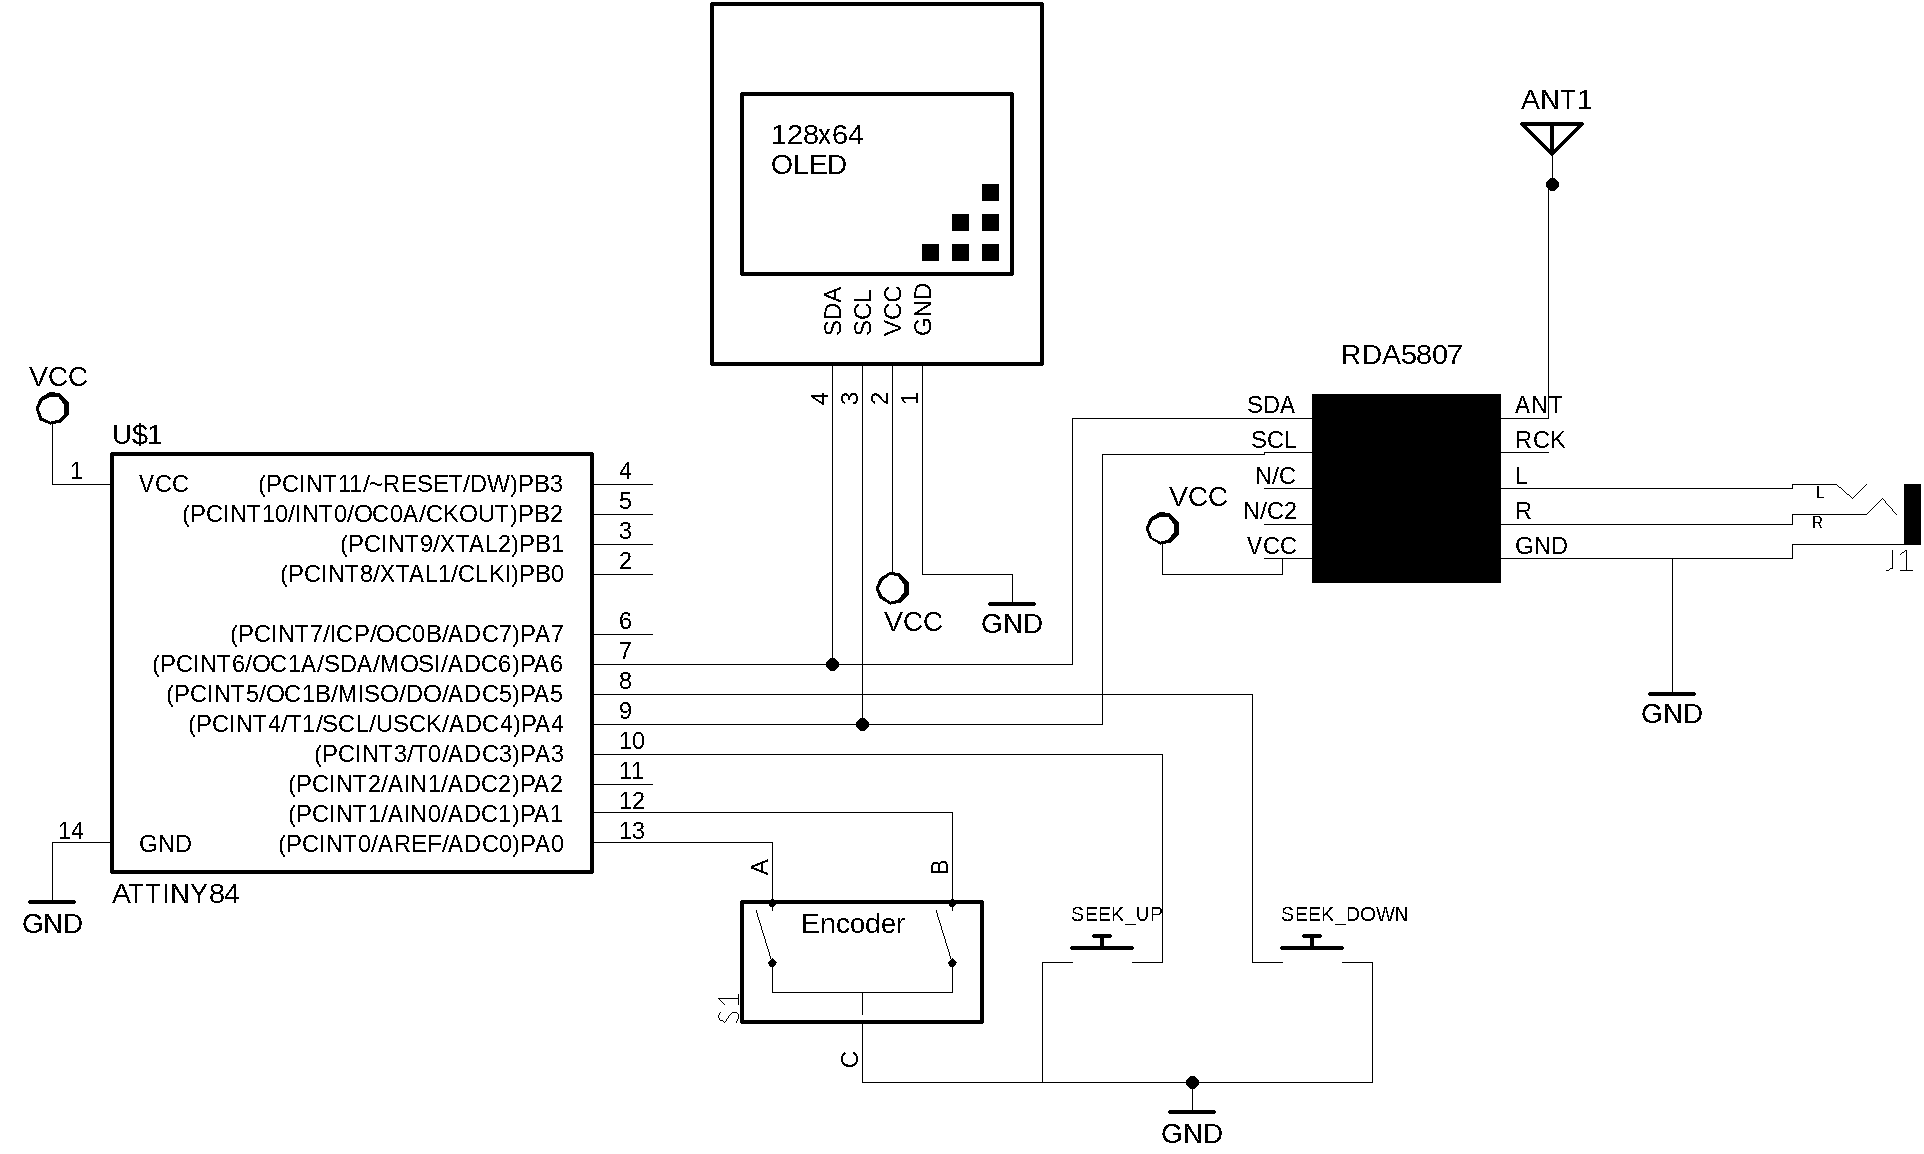 ANT1
128x64
OLED
SDA
SCL
VCC
GND
4
3
2
1
RDA5807
SDA
SCL
N/C
N/C2
VCC
ANT
RCK
L
R
GND
L
R
J1
VCC
VCC
GND
GND
VCC
U$1
1
VCC
(PCINT11/~RESET/DW)PB3
4
(PCINT10/INT0/OC0A/CKOUT)PB2
5
(PCINT9/XTAL2)PB1
3
(PCINT8/XTAL1/CLKI)PB0
2
(PCINT7/ICP/OC0B/ADC7)PA7
6
(PCINT6/OC1A/SDA/MOSI/ADC6)PA6
7
(PCINT5/OC1B/MISO/DO/ADC5)PA5
8
(PCINT4/T1/SCL/USCK/ADC4)PA4
9
(PCINT3/T0/ADC3)PA3
10
(PCINT2/AIN1/ADC2)PA2
11
(PCINT1/AIN0/ADC1)PA1
12
14
GND
(PCINT0/AREF/ADC0)PA0
13
ATTINY84
GND
A
B
Encoder
S1
C
SEEK_UP
SEEK_DOWN
GND